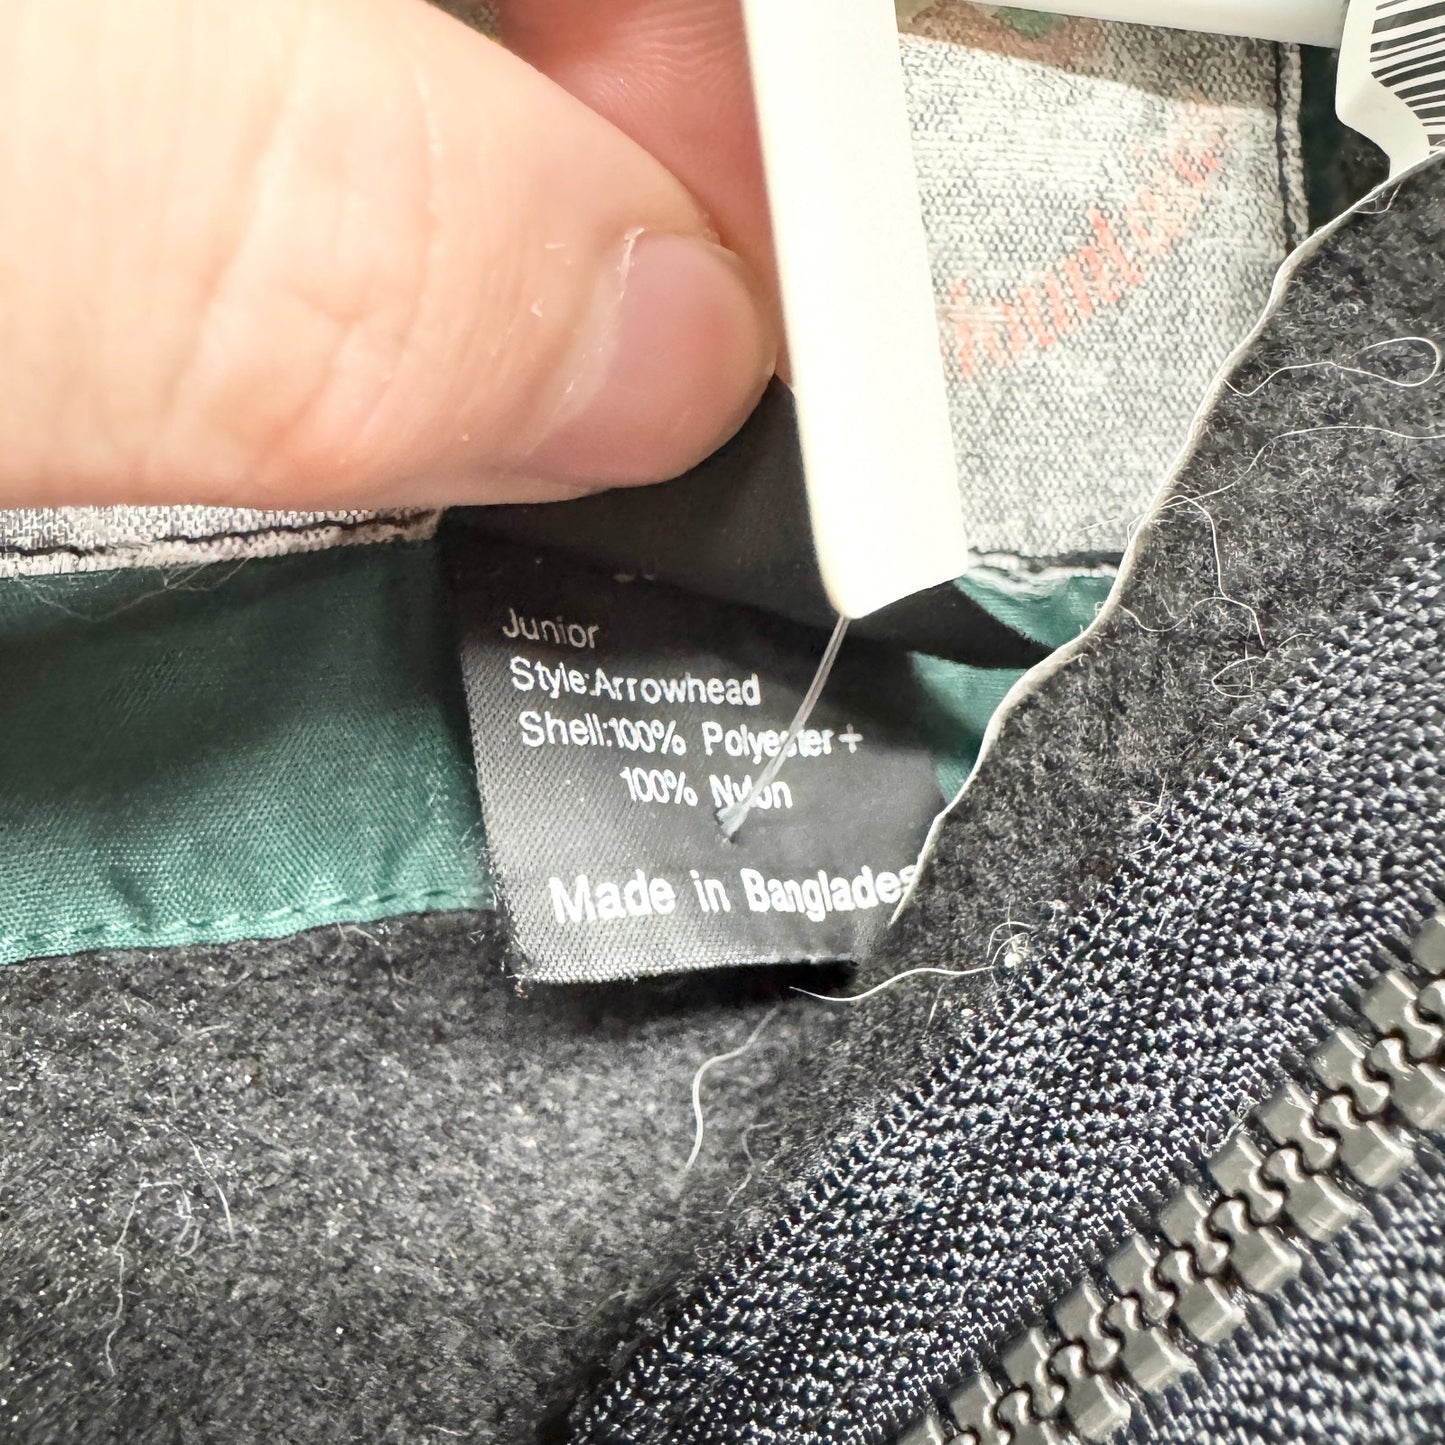 Junior
Style:Arrowhead
Shell:100% Polyester+
100% Nylon
Made in Banglades